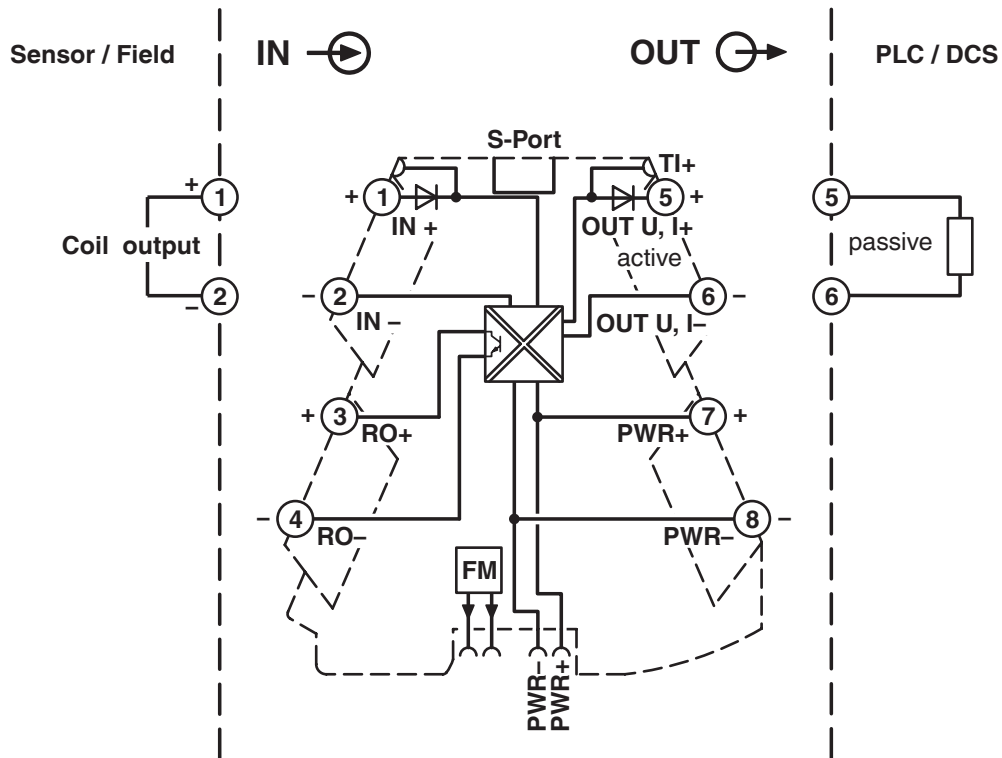 Sensor / Field
IN
OUT
PLC / DCS
S-Port
TI+
+
1
+
1
5
+
5
IN +
OUT U, I+
active
Coil output
passive
2
–
–
2
6
–
6
IN –
OUT U, I–
+
3
7
+
RO+
PWR+
–
4
8
–
RO–
PWR–
FM
PWR–
PWR+